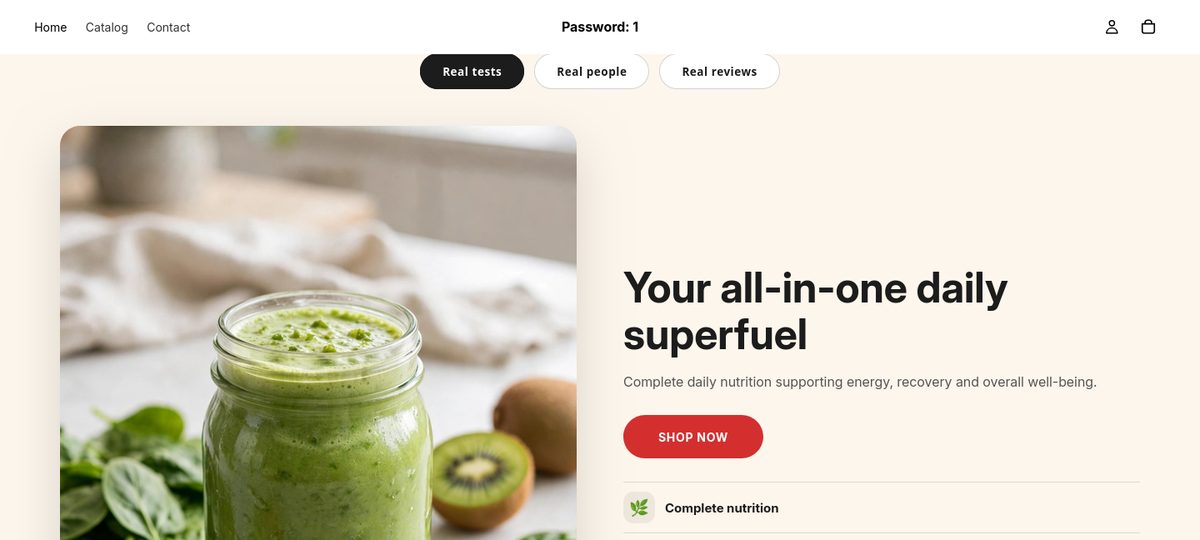 Home Catalog Contact Password: 1
Real tests Real people Real reviews
Your all-in-one daily
superfuel
Complete daily nutrition supporting energy, recovery and overall well-being.
SHOP NOW
Complete nutrition